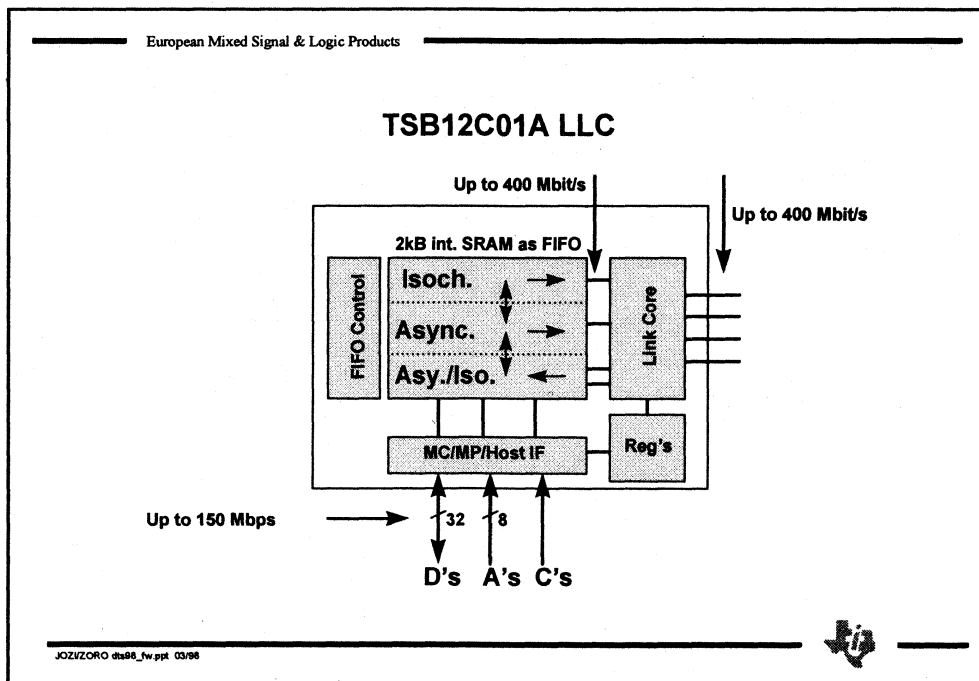 European Mixed Signal & Logic Products
TSB12C01A LLC
Up to 400 Mbit/s
Up to 400 Mbit/s
2kB int. SRAM as FIFO
FIFO Control
Isoch.
Async.
Asy./Iso.
Link Core
MC/MP/Host IF
Reg's
Up to 150 Mbps
32
8
D's A's C's
JOZI/ZORO dts98_fw.ppt 03/98